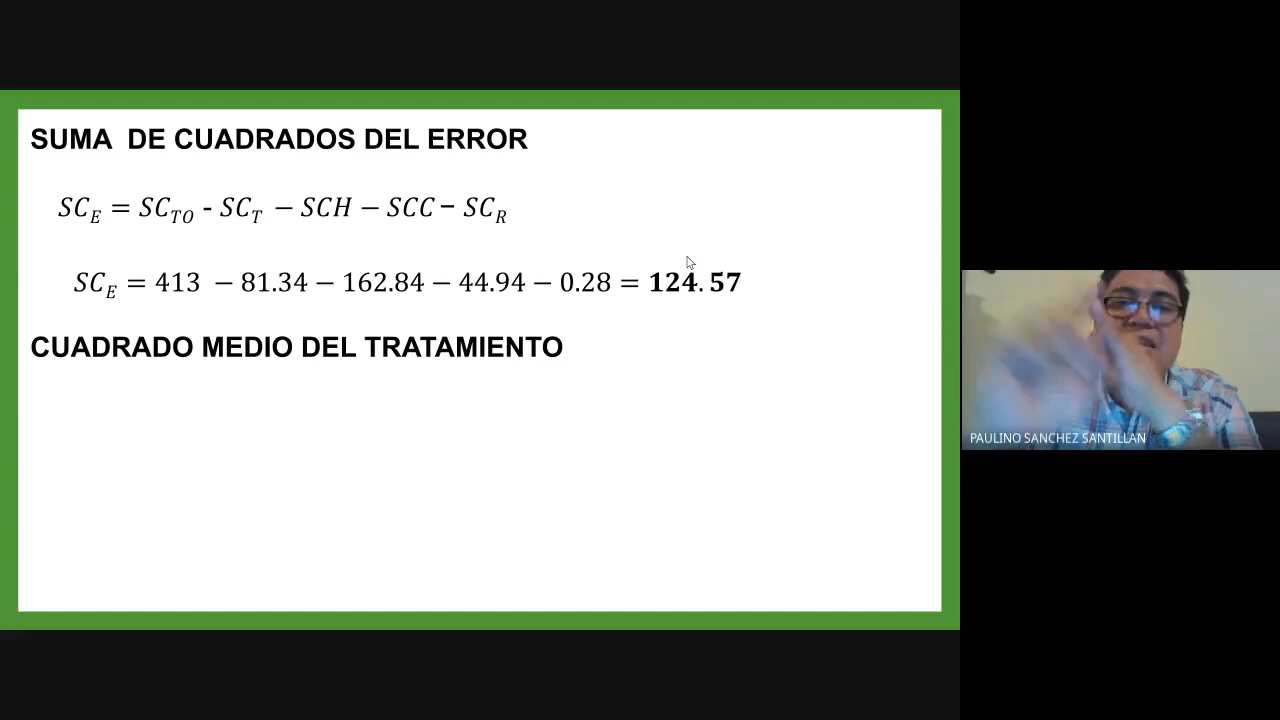 SUMA DE CUADRADOS DEL ERROR
SC_E = SC_TO - SC_T − SCH − SCC − SC_R
SC_E = 413 − 81.34 − 162.84 − 44.94 − 0.28 = 124.57
CUADRADO MEDIO DEL TRATAMIENTO
PAULINO SANCHEZ SANTILLAN